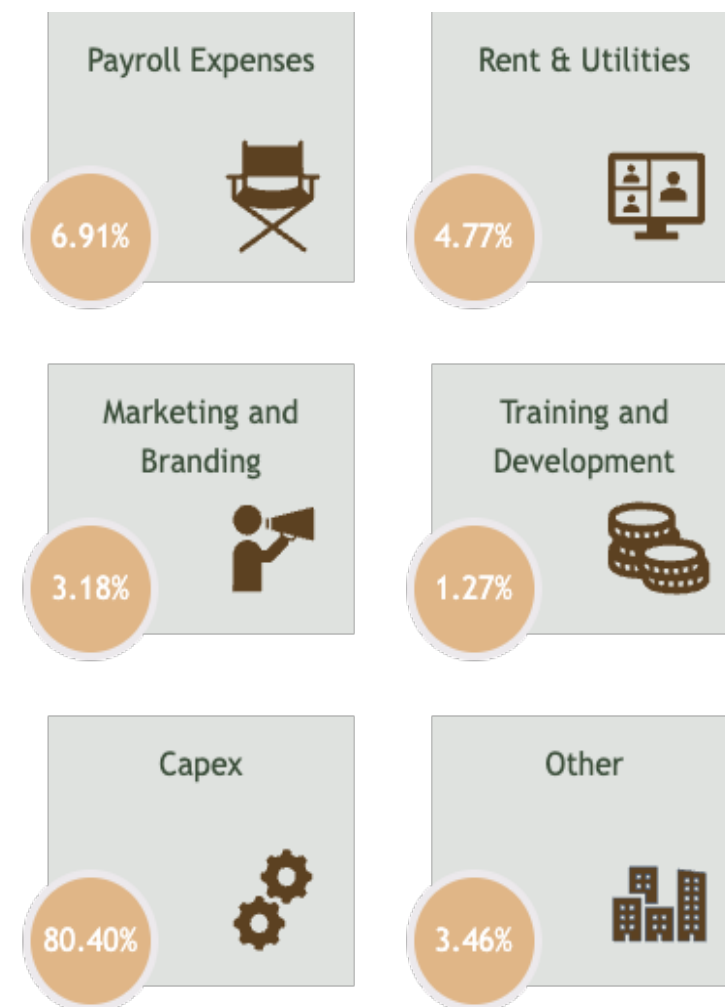 Payroll Expenses
6.91%
Rent & Utilities
4.77%
Marketing and
Branding
3.18%
Training and
Development
1.27%
Capex
80.40%
Other
3.46%